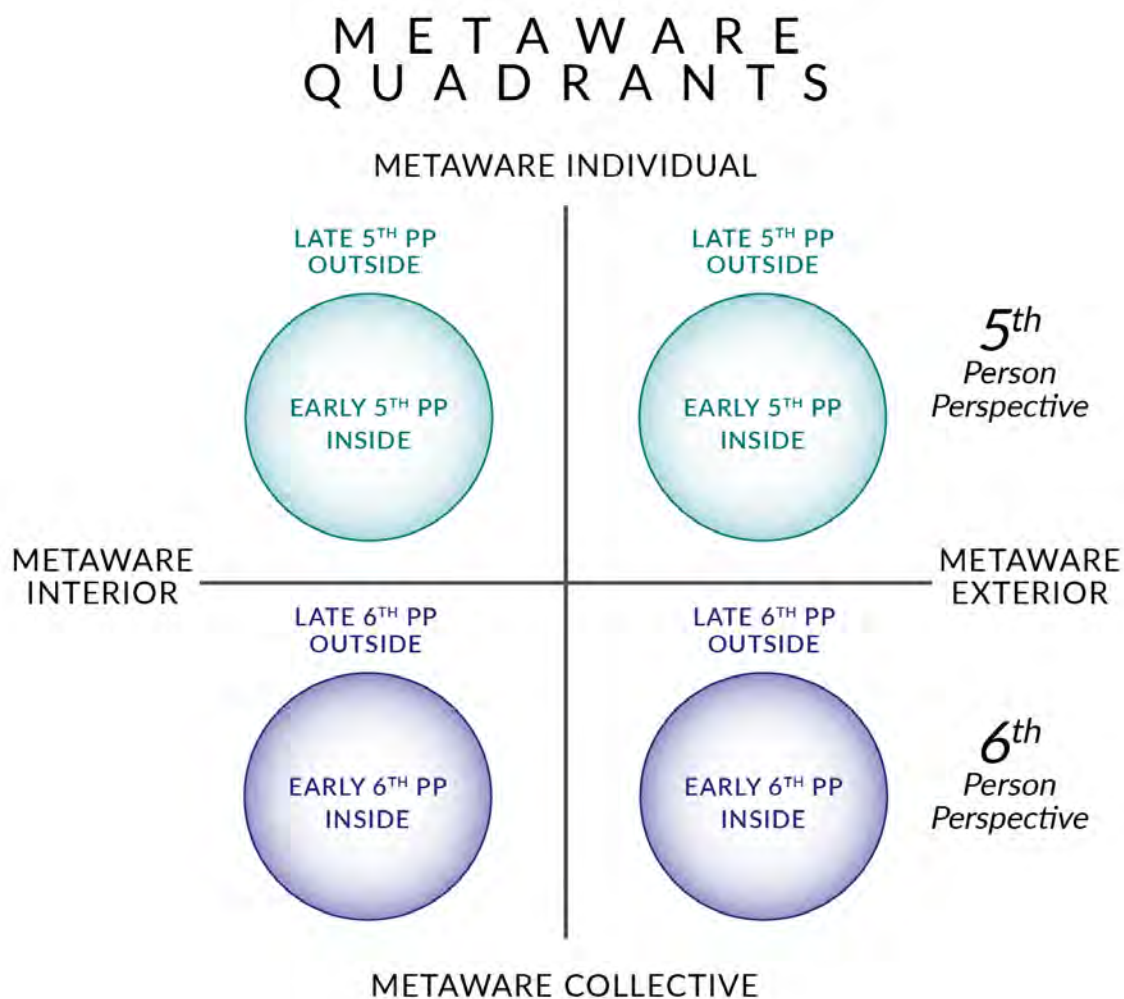 METAWARE
QUADRANTS
METAWARE INDIVIDUAL
LATE 5TH PP
OUTSIDE
EARLY 5TH PP
INSIDE
LATE 5TH PP
OUTSIDE
EARLY 5TH PP
INSIDE
5th
Person
Perspective
METAWARE
INTERIOR
METAWARE
EXTERIOR
LATE 6TH PP
OUTSIDE
EARLY 6TH PP
INSIDE
LATE 6TH PP
OUTSIDE
EARLY 6TH PP
INSIDE
6th
Person
Perspective
METAWARE COLLECTIVE